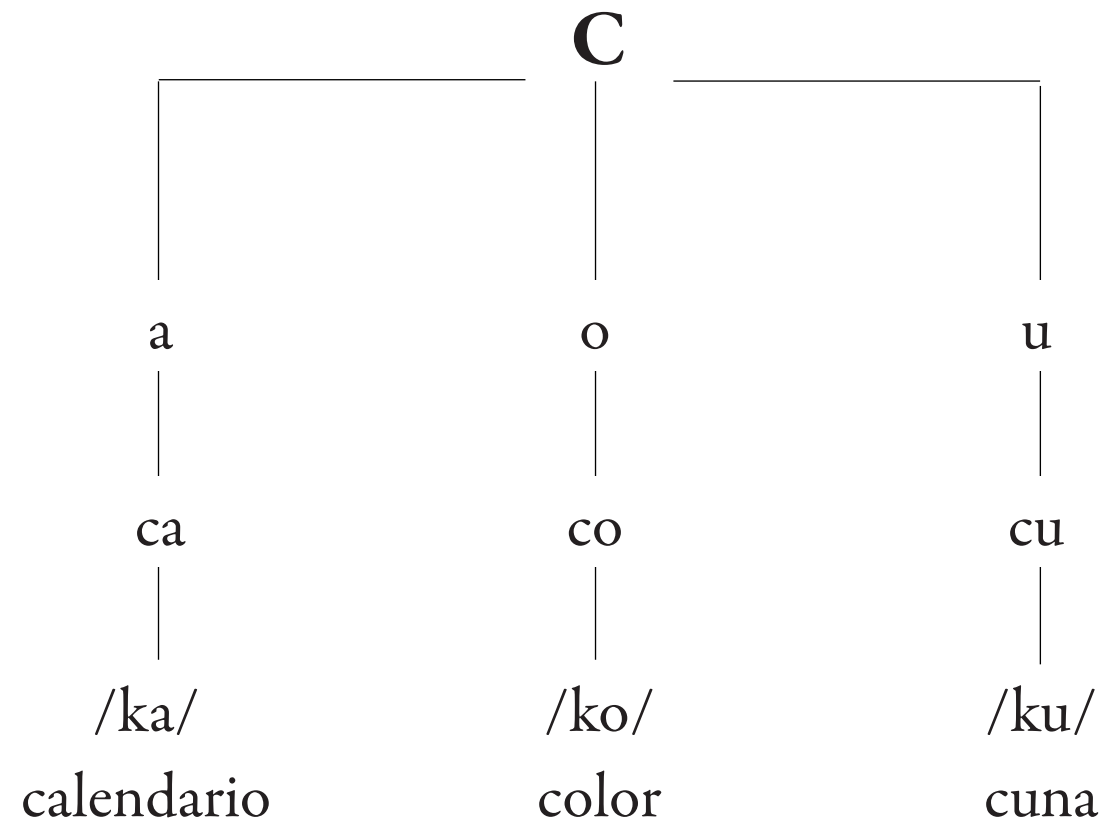 C
a o u
ca co cu
/ka/ /ko/ /ku/
calendario color cuna